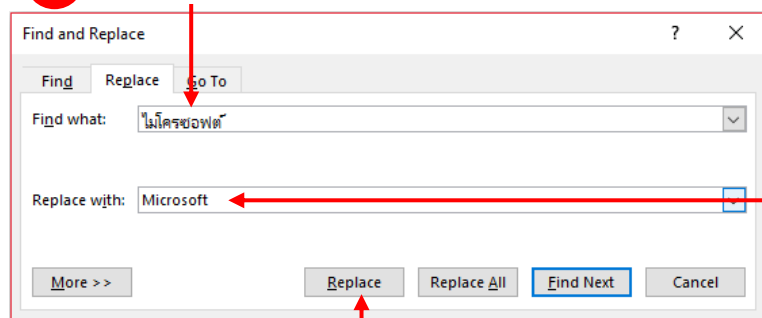 Find and Replace ? ×
Find Replace Go To
Find what: ไมโครซอฟต์
Replace with: Microsoft
More >> Replace Replace All Find Next Cancel